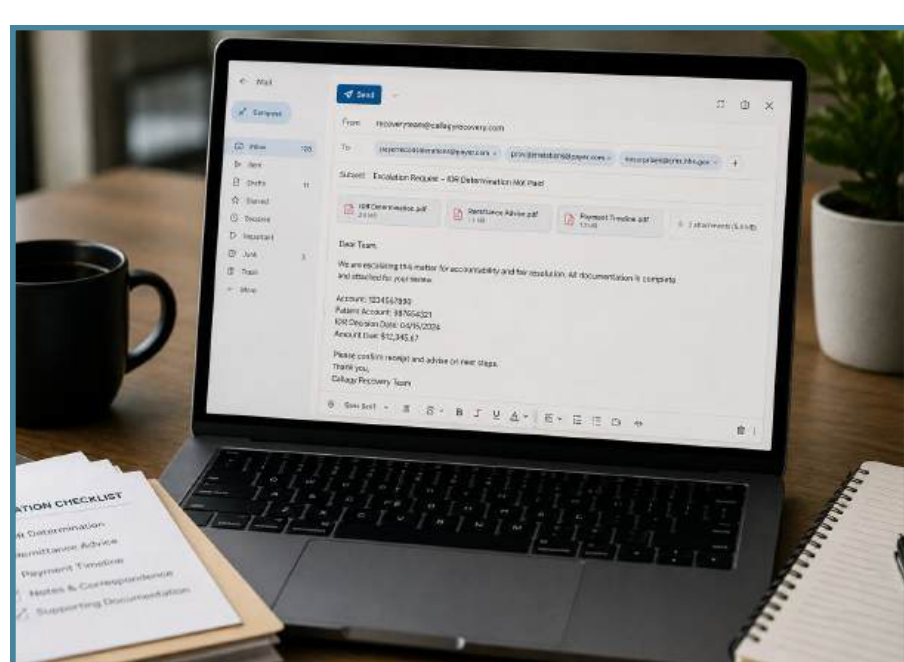 Mail
Compose
Inbox
Sent
Drafts 11
Starred
Snoozed
Important
Junk
Trash
More
Send
From recoveryteam@callagyrecovery.com
To
Subject Escalation Request – IDR Determination Not Paid
IDR Determination.pdf
Remittance Advice.pdf
Payment Timeline.pdf
Dear Team,
We are escalating this matter for accountability and fair resolution. All documentation is complete
and attached for your review.
Account: 1234567890
Patient Account: 987654321
IDR Decision Date: 04/15/2024
Amount Due: $12,345.67
Please confirm receipt and advise on next steps.
Thank you,
Callagy Recovery Team
Sans Serif
ATION CHECKLIST
Determination
Remittance Advice
Payment Timeline
Notes & Correspondence
Supporting Documentation